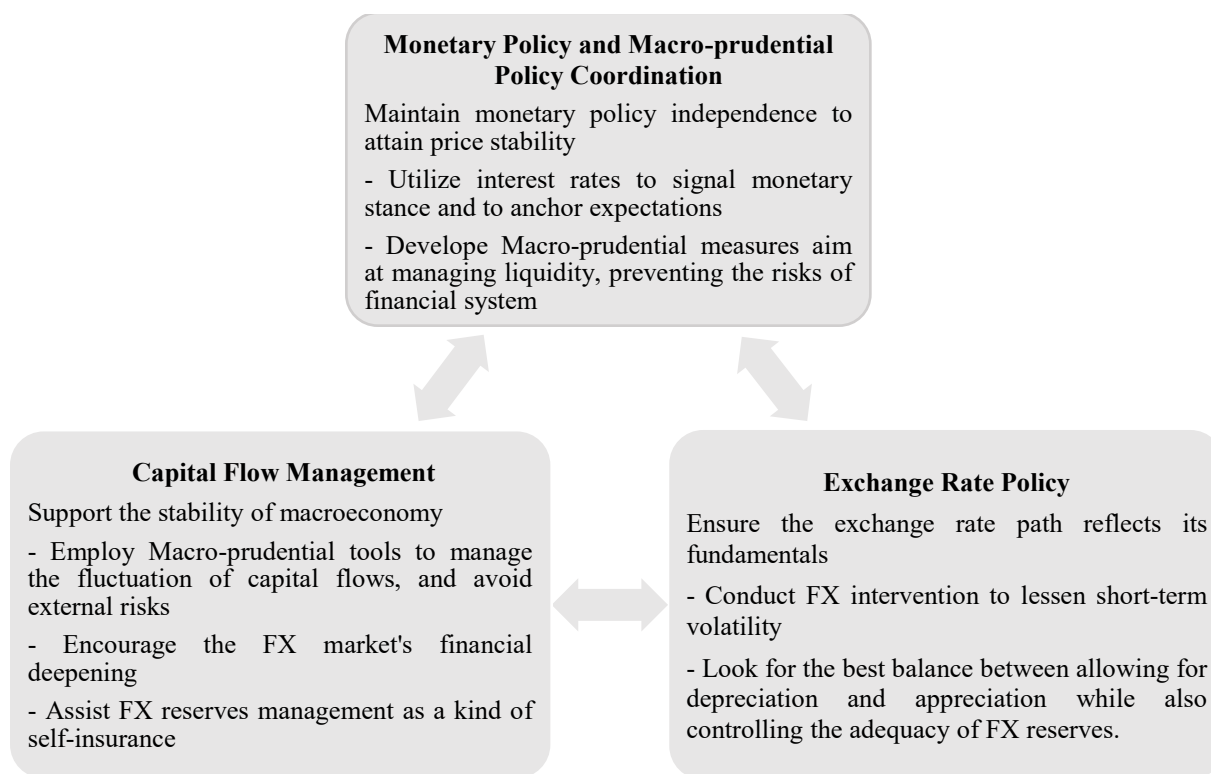 Monetary Policy and Macro-prudential
Policy Coordination
Maintain monetary policy independence to
attain price stability
- Utilize interest rates to signal monetary
stance and to anchor expectations
- Develope Macro-prudential measures aim
at managing liquidity, preventing the risks of
financial system
Capital Flow Management
Support the stability of macroeconomy
- Employ Macro-prudential tools to manage
the fluctuation of capital flows, and avoid
external risks
- Encourage the FX market's financial
deepening
- Assist FX reserves management as a kind of
self-insurance
Exchange Rate Policy
Ensure the exchange rate path reflects its
fundamentals
- Conduct FX intervention to lessen short-term
volatility
- Look for the best balance between allowing for
depreciation and appreciation while also
controlling the adequacy of FX reserves.